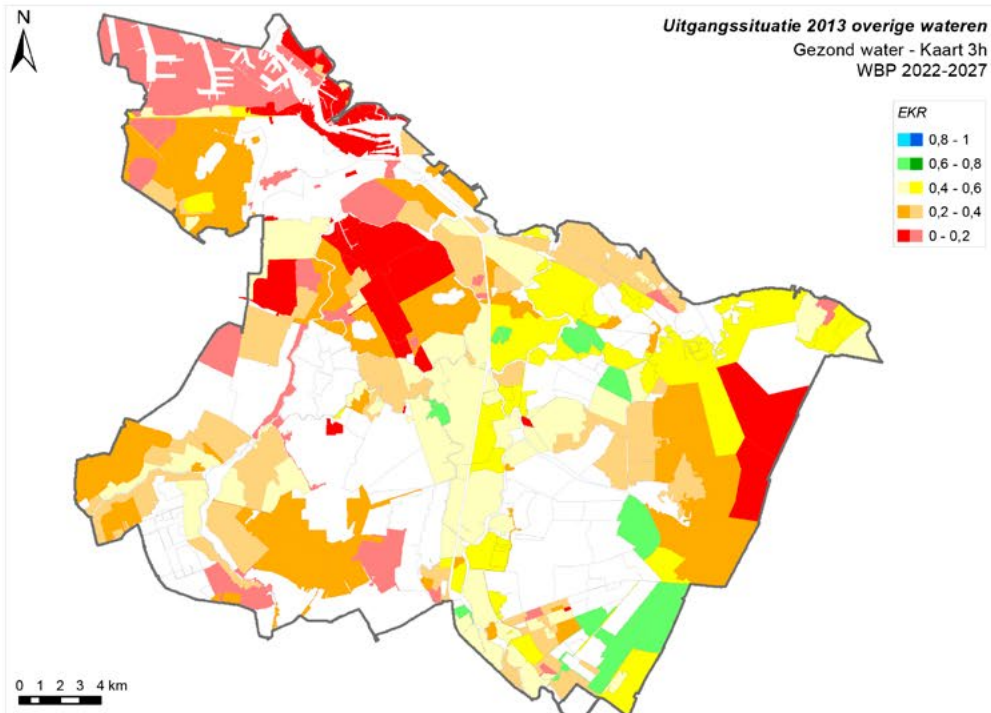 N
Uitgangssituatie 2013 overige wateren
Gezond water - Kaart 3h
WBP 2022-2027
EKR
0,8 - 1
0,6 - 0,8
0,4 - 0,6
0,2 - 0,4
0 - 0,2
0 1 2 3 4 km